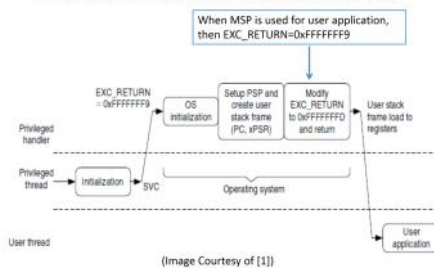 When MSP is used for user application,
then EXC_RETURN=0xFFFFFFF9
EXC_RETURN
= 0xFFFFFFF9
OS
initialization
Setup PSP and
create user
stack frame
(PC, xPSR)
Modify
EXC_RETURN
to 0xFFFFFFFD
and return
User stack
frame load to
registers
Privileged
handler
Privileged
thread
Initialization
SVC
Operating system
User thread
User
application
(Image Courtesy of [1])